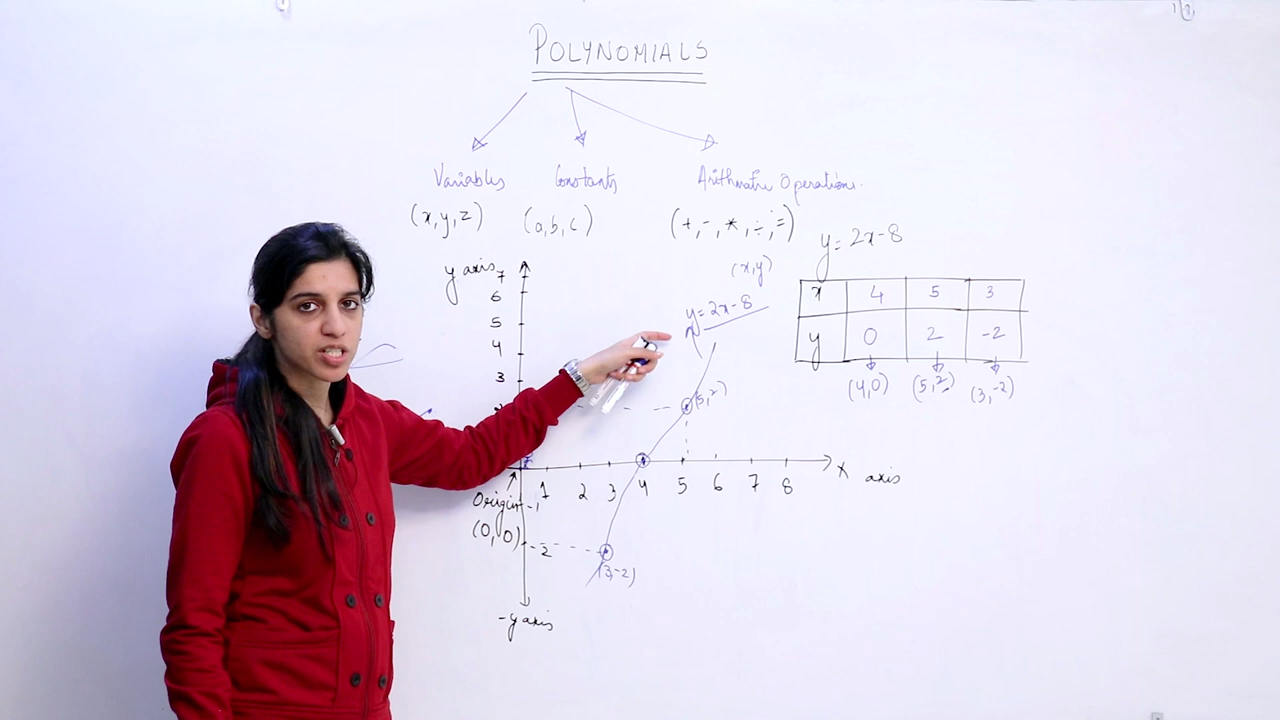 POLYNOMIALS
Variables Constants Arithmatic Operations.
(x,y,z) (a,b,c) (+,-,*,÷,=)
y = 2x-8
(x,y)
x 4 5 3
y 0 2 -2
(4,0) (5,2) (3,-2)
y axis
7
6
5
4
3
y=2x-8
(5,2)
1 2 3 4 5 6 7 8 X axis
Origin
(0,0)
-1
-2
(3,-2)
-y axis